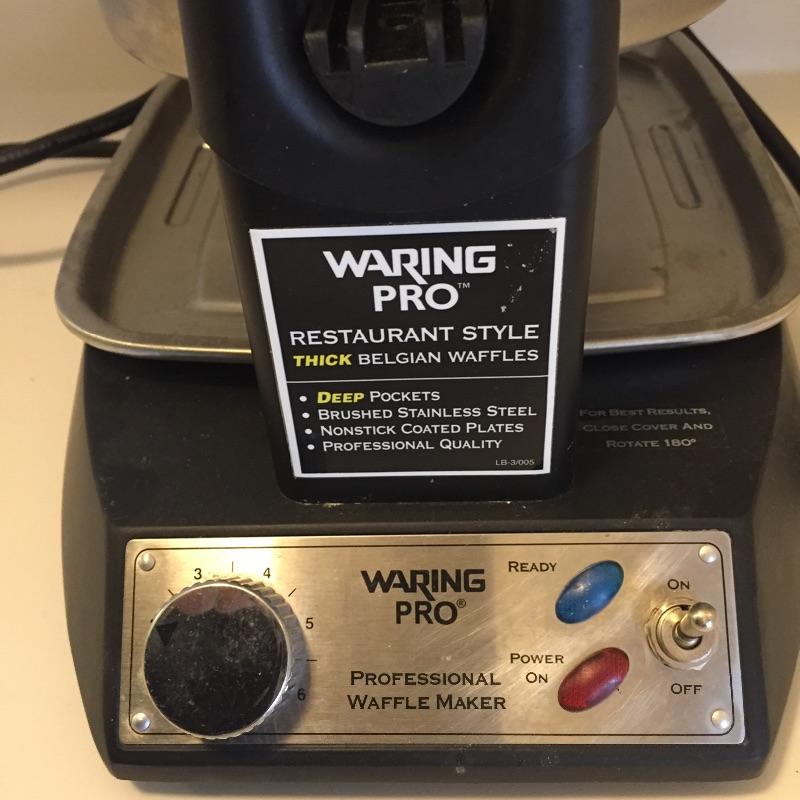 WARING
PRO™
RESTAURANT STYLE
THICK BELGIAN WAFFLES
• DEEP POCKETS
• BRUSHED STAINLESS STEEL
• NONSTICK COATED PLATES
• PROFESSIONAL QUALITY
LB-3/005
FOR BEST RESULTS,
CLOSE COVER AND
ROTATE 180°
3
4
5
6
WARING
PRO®
PROFESSIONAL
WAFFLE MAKER
READY
POWER
ON
ON
OFF